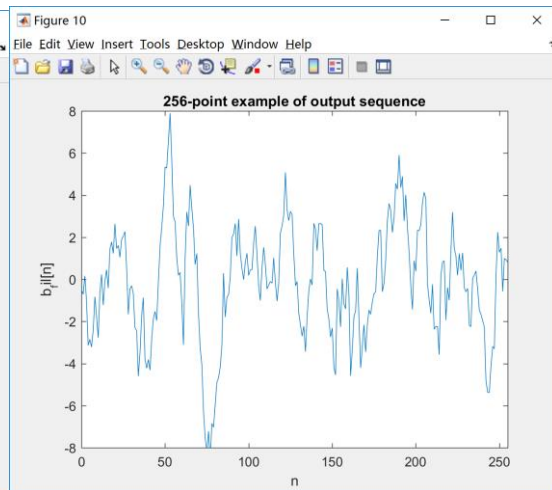 Figure 10
File Edit View Insert Tools Desktop Window Help
256-point example of output sequence
8
6
4
2
0
-2
-4
-6
-8
b_fil[n]
0 50 100 150 200 250
n